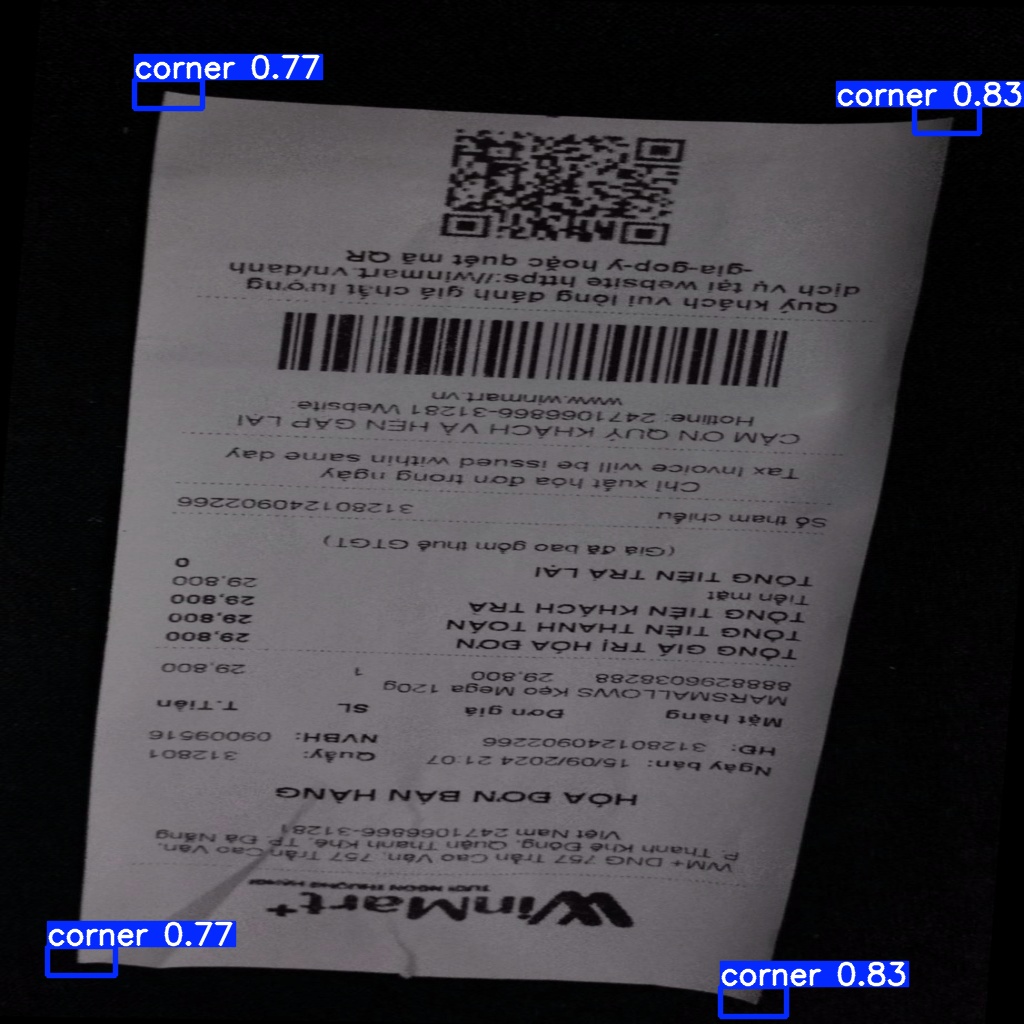 corner 0.77
corner 0.83
WinMart+
TƯƠI NGON THƯỢNG HẠNG
WM+ DNG 757 Trần Cao Vân, 757 Trần Cao Vân,
P. Thanh Khê Đông, Quận Thanh Khê, TP. Đà Nẵng
Việt Nam 2471066866-31281
HÓA ĐƠN BÁN HÀNG
Ngày bán: 15/09/2024 21:07 Quầy: 312801
HĐ: 312801240902266 NVBH: 09009516
Mặt hàng Đơn giá SL T.Tiền
MARSMALLOWS Kẹo Mega 120g
8888296038288 29,800 1 29,800
TỔNG GIÁ TRỊ HÓA ĐƠN 29,800
TỔNG TIỀN THANH TOÁN 29,800
TỔNG TIỀN KHÁCH TRẢ 29,800
Tiền mặt 29,800
TỔNG TIỀN TRẢ LẠI 0
(Giá đã bao gồm thuế GTGT)
Số tham chiếu 312801240902266
Chỉ xuất hóa đơn trong ngày
Tax Invoice will be issued within same day
CẢM ƠN QUÝ KHÁCH VÀ HẸN GẶP LẠI
Hotline: 2471066866-31281 Website:
www.winmart.vn
Quý khách vui lòng đánh giá chất lượng
dịch vụ tại website https://winmart.vn/danh
-gia-gop-y hoặc quét mã QR
corner 0.77
corner 0.83